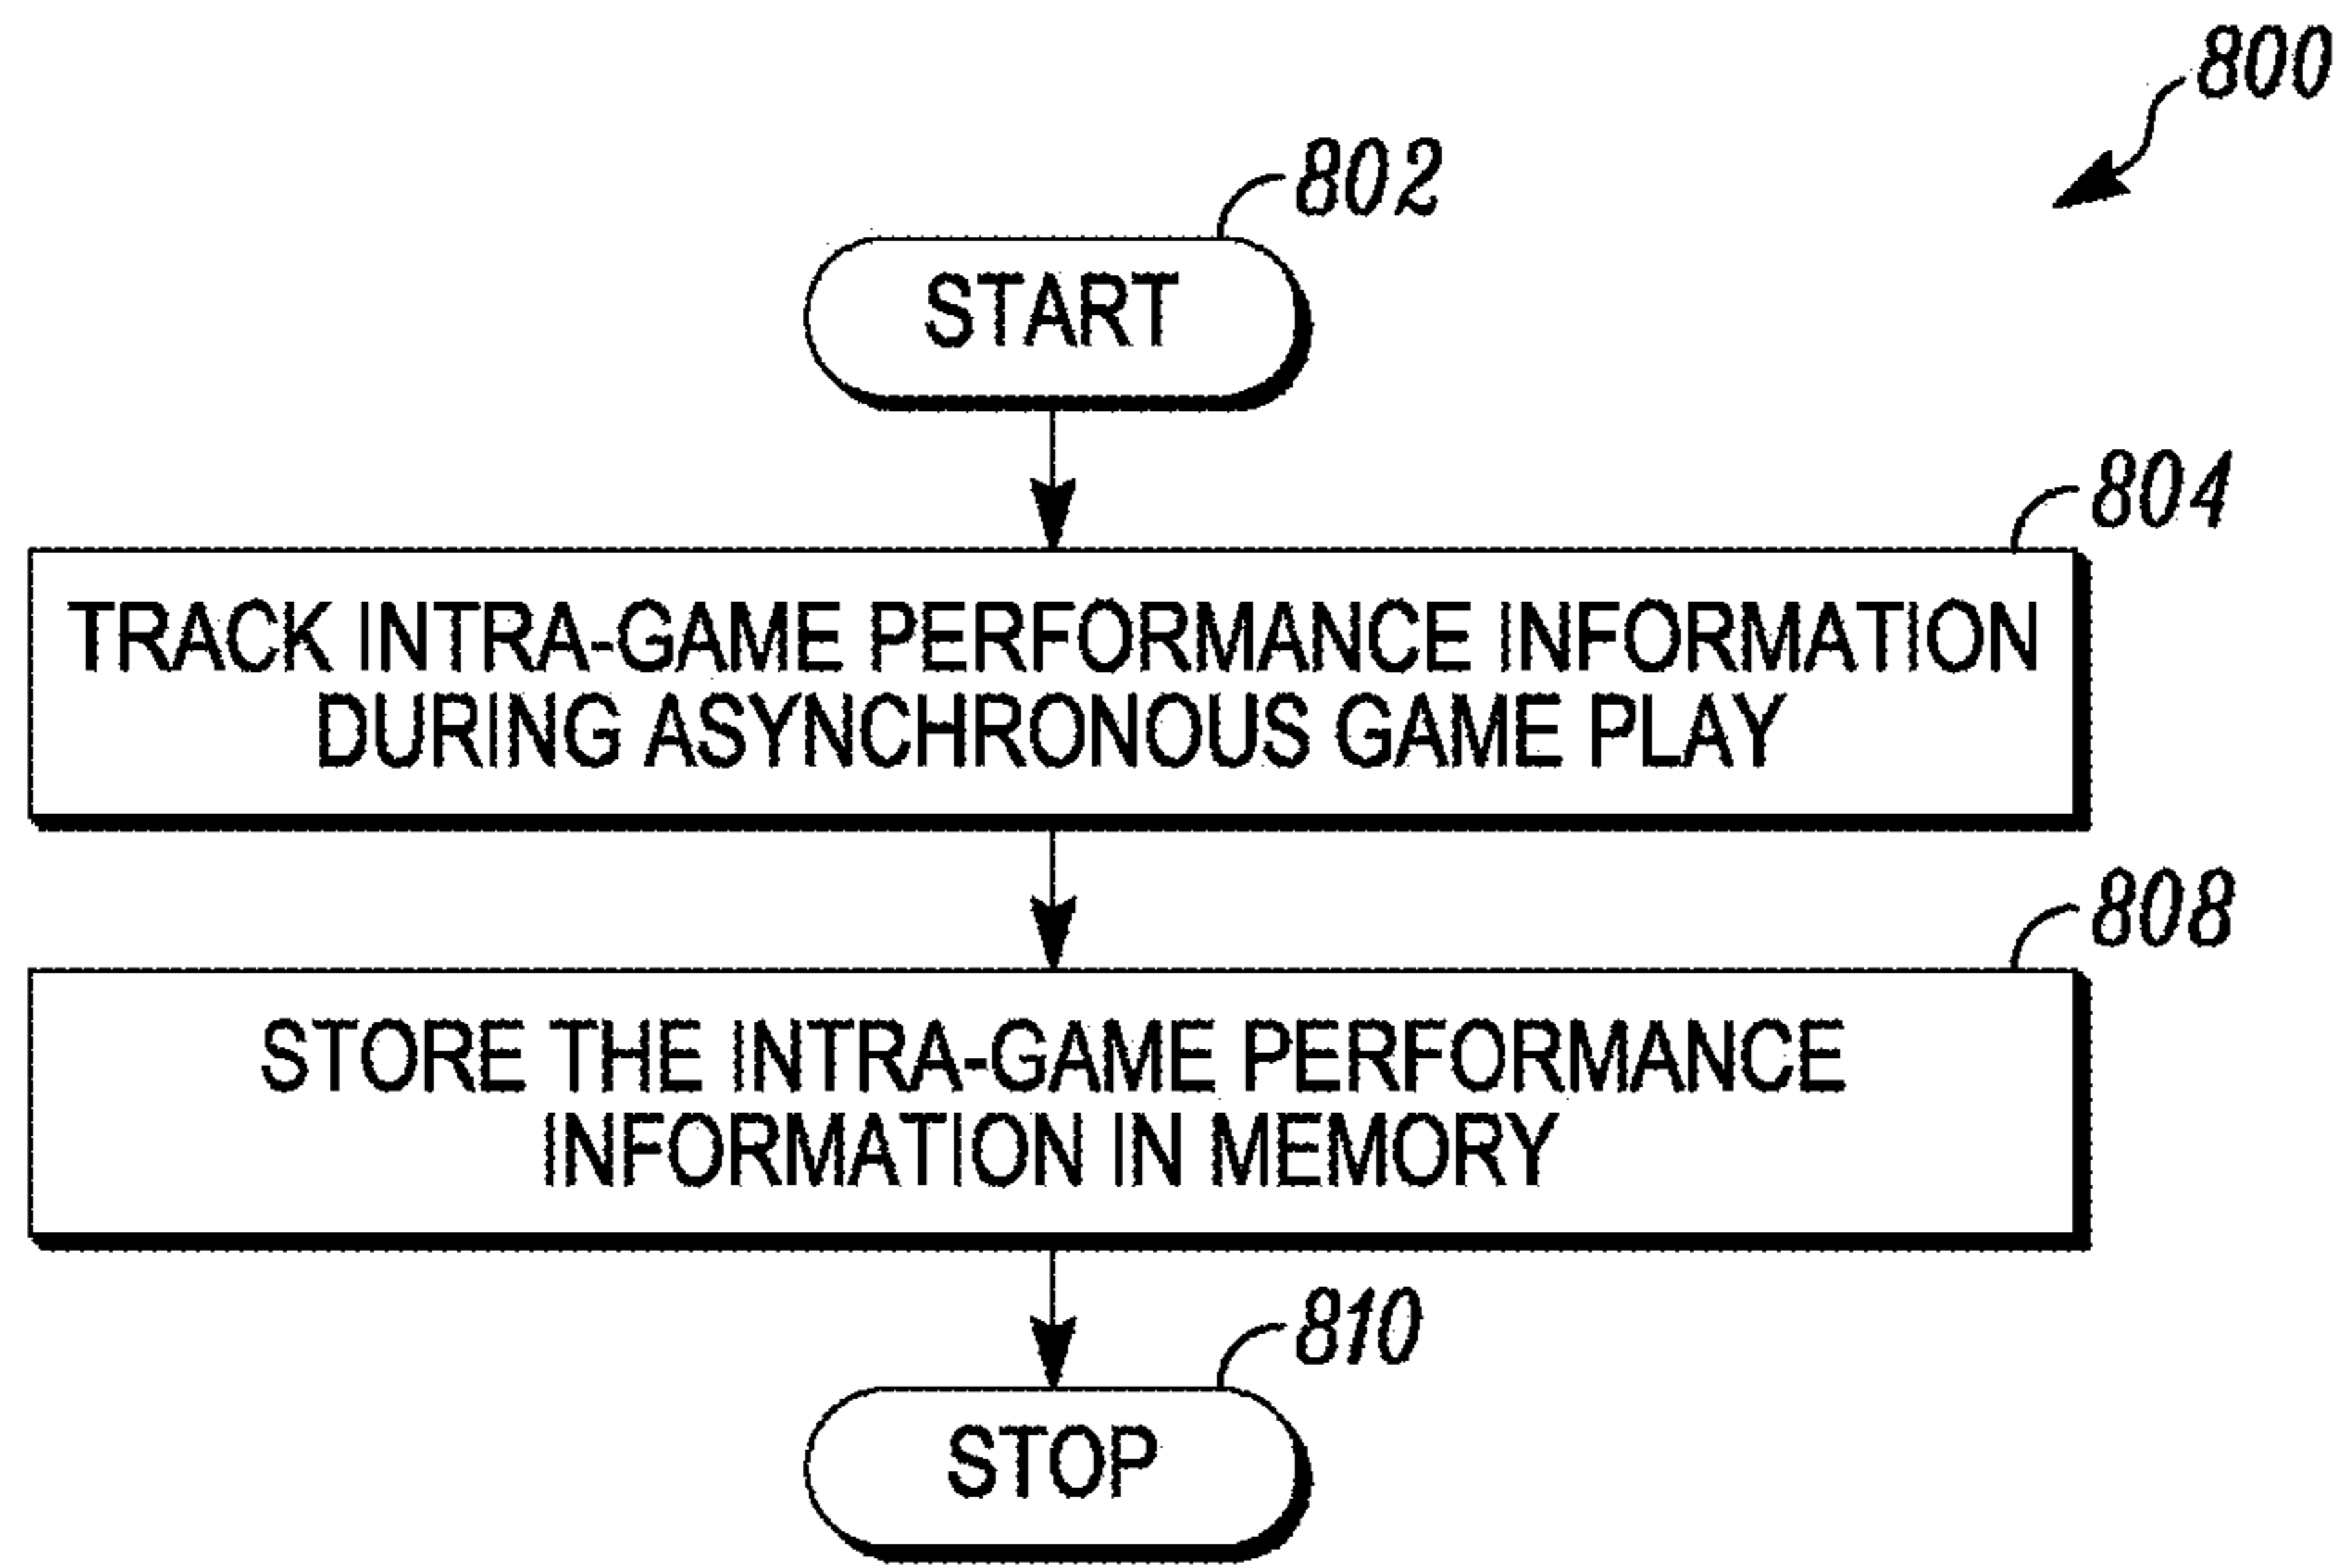 800
802
START
804
TRACK INTRA-GAME PERFORMANCE INFORMATION
DURING ASYNCHRONOUS GAME PLAY
808
STORE THE INTRA-GAME PERFORMANCE
INFORMATION IN MEMORY
810
STOP